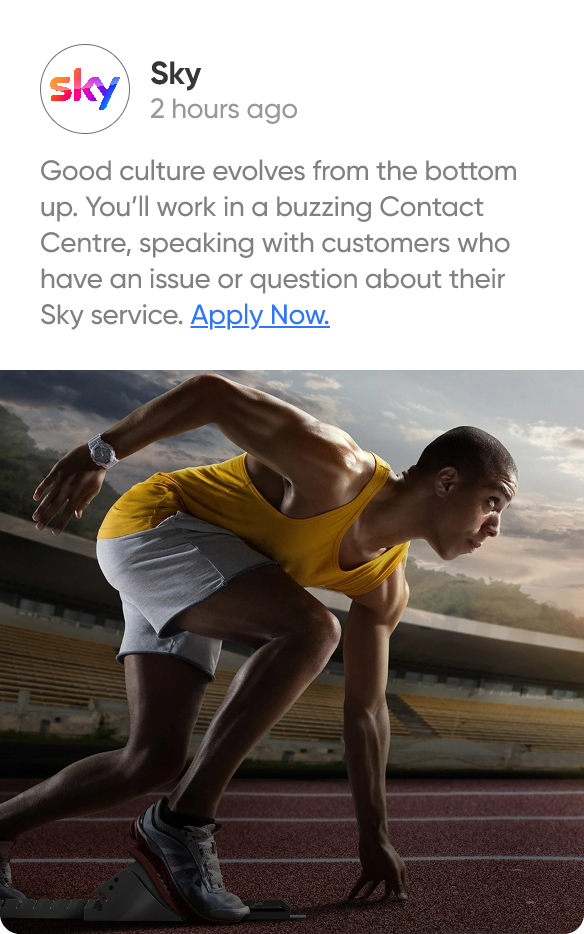 sky
Sky
2 hours ago
Good culture evolves from the bottom
up. You’ll work in a buzzing Contact
Centre, speaking with customers who
have an issue or question about their
Sky service. Apply Now.